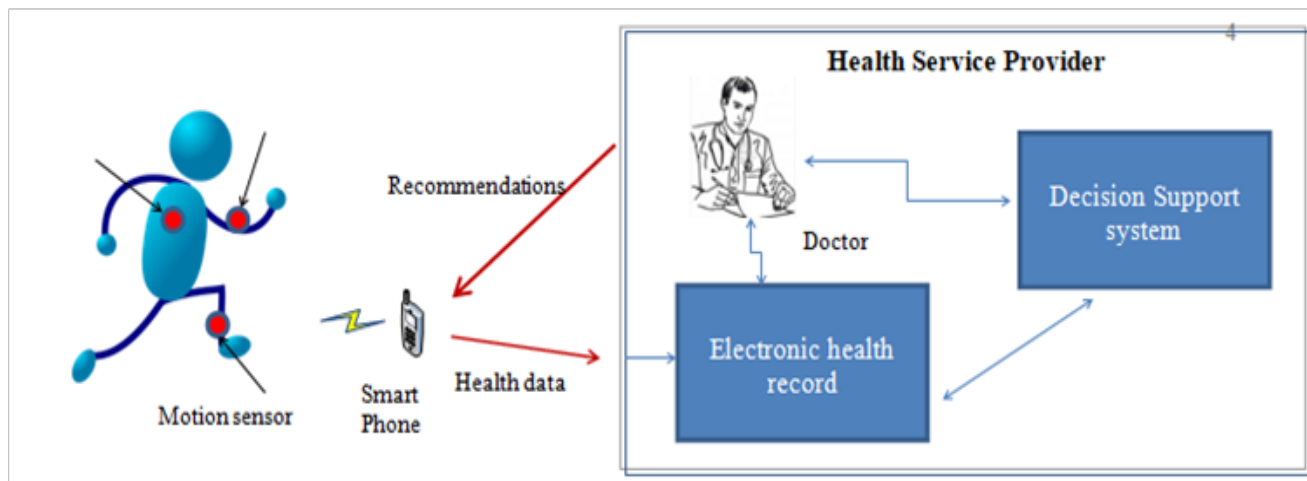 4
Health Service Provider
Recommendations
Doctor
Decision Support
system
Electronic health
record
Health data
Smart
Phone
Motion sensor